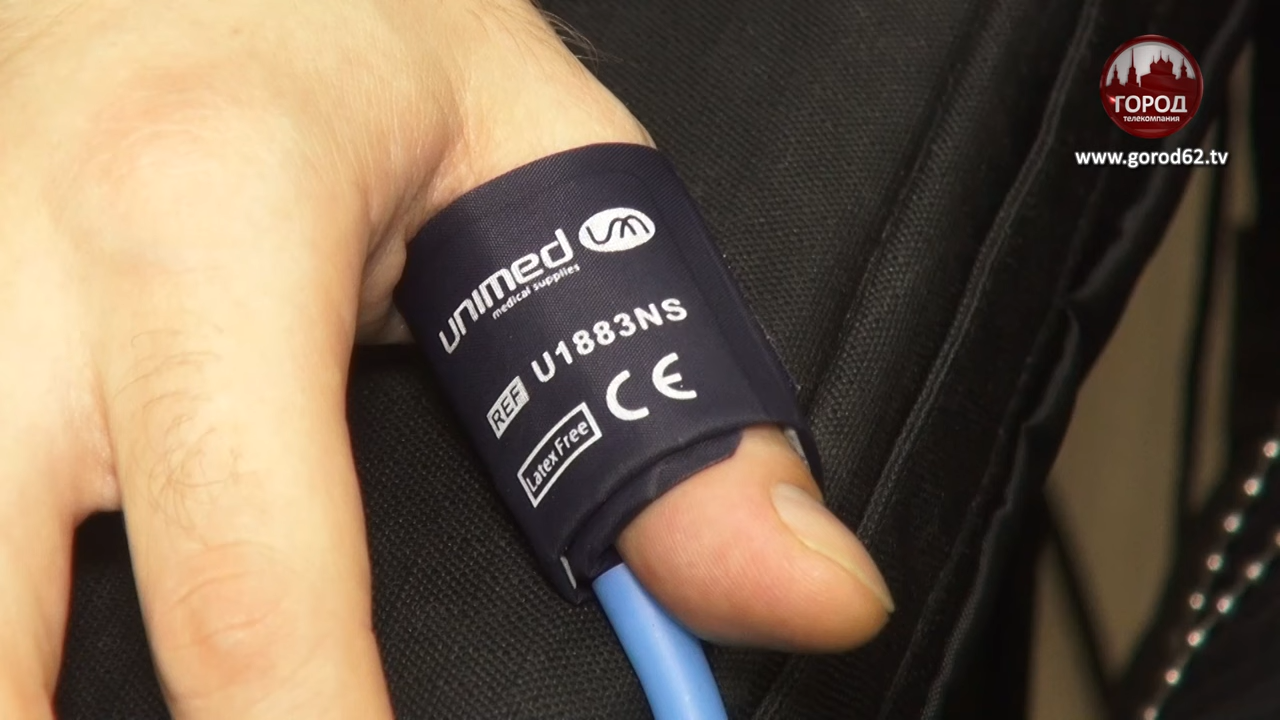 ГОРОД
телекомпания
www.gorod62.tv
unimed
medical supplies
REF U1883NS
Latex Free CE